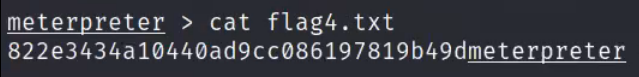 meterpreter > cat flag4.txt
822e3434a10440ad9cc086197819b49dmeterpreter